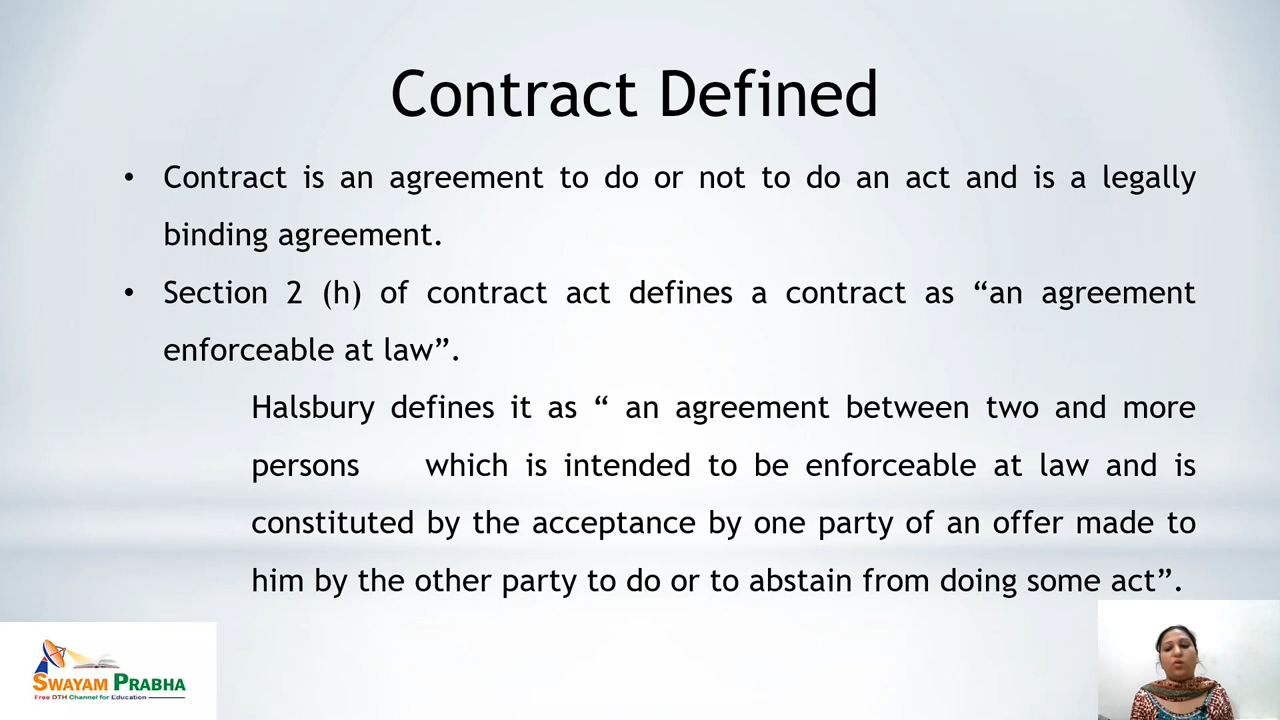 Contract Defined
• Contract is an agreement to do or not to do an act and is a legally
binding agreement.
• Section 2 (h) of contract act defines a contract as “an agreement
enforceable at law”.
Halsbury defines it as “ an agreement between two and more
persons which is intended to be enforceable at law and is
constituted by the acceptance by one party of an offer made to
him by the other party to do or to abstain from doing some act”.
SWAYAM PRABHA
Free DTH Channel for Education